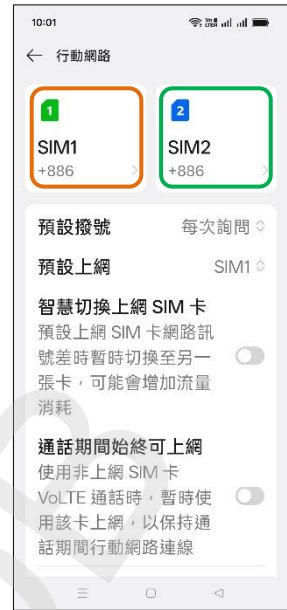 10:01
← 行動網路
1
SIM1
+886
2
SIM2
+886
預設撥號 每次詢問
預設上網 SIM1
智慧切換上網 SIM 卡
預設上網 SIM 卡網路訊
號差時暫時切換至另一
張卡，可能會增加流量
消耗
通話期間始終可上網
使用非上網 SIM 卡
VoLTE 通話時，暫時使
用該卡上網，以保持通
話期間行動網路連線